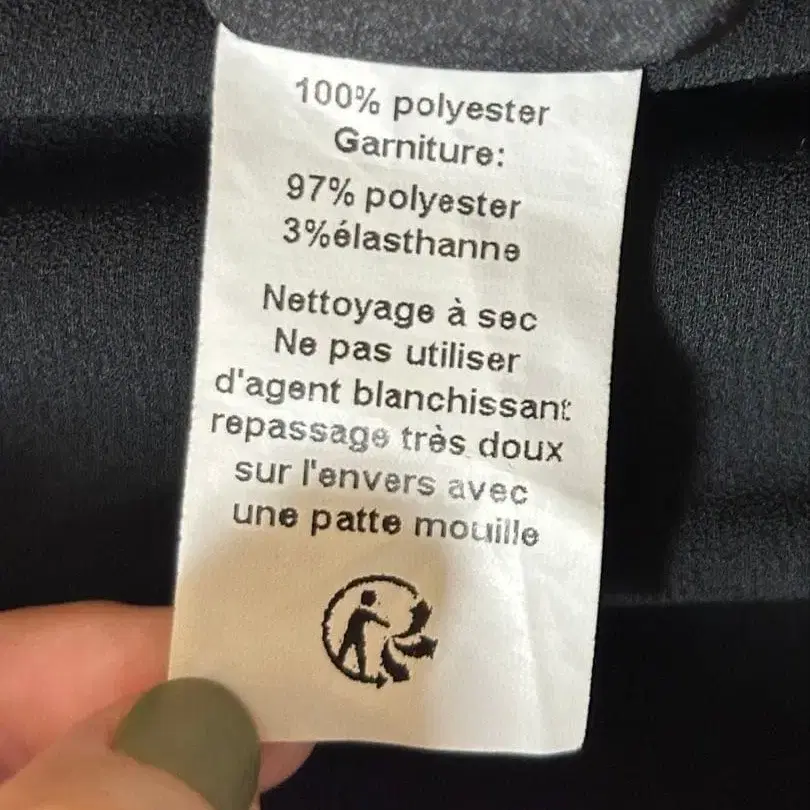 100% polyester
Garniture:
97% polyester
3%élasthanne
Nettoyage à sec
Ne pas utiliser
d'agent blanchissant
repassage très doux
sur l'envers avec
une patte mouille